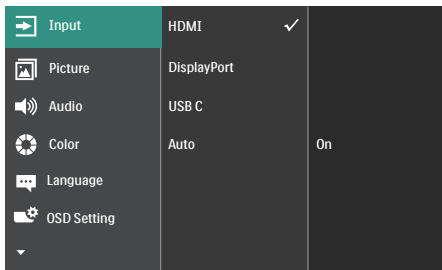 Input
HDMI
Picture
DisplayPort
Audio
USB C
Color
Auto
On
Language
OSD Setting